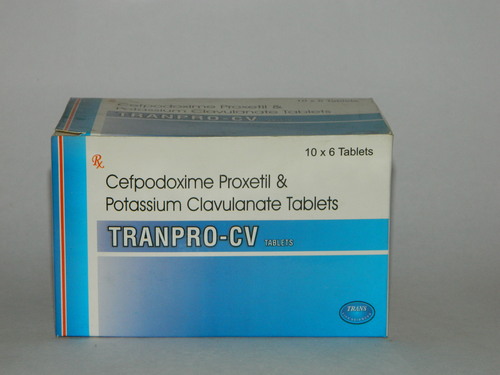 Cefpodoxime Proxetil &
10 x 6 Tablets
Potassium Clavulanate Tablets
TRANPRO-CV
Rx
10 x 6 Tablets
Cefpodoxime Proxetil &
Potassium Clavulanate Tablets
TRANPRO-CV TABLETS
TRANS